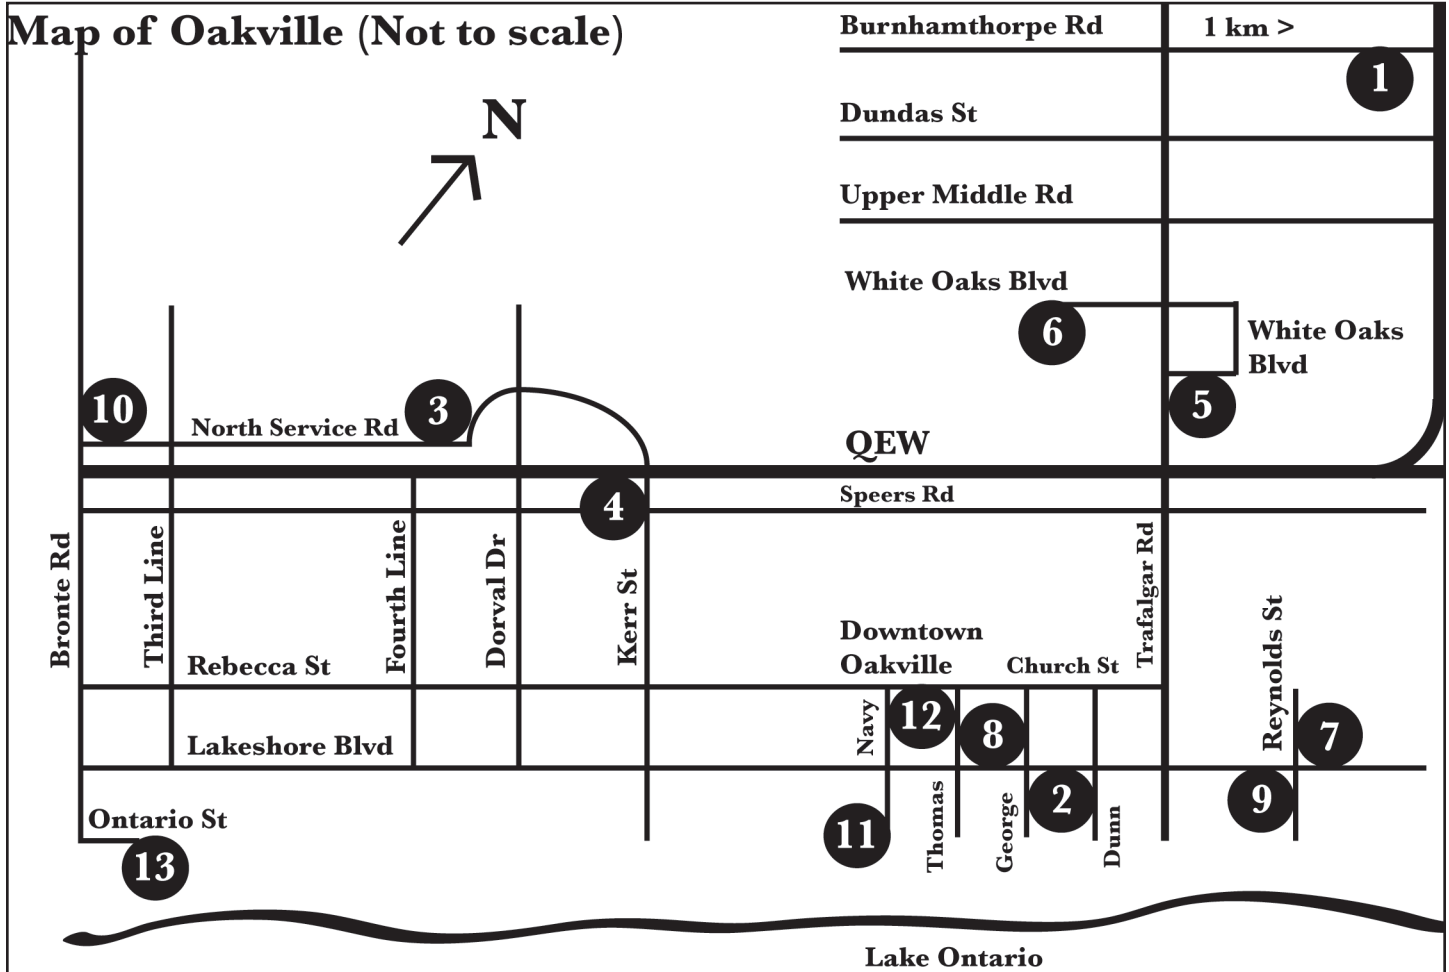 Map of Oakville (Not to scale)
Burnhamthorpe Rd
1 km >
1
N
Dundas St
Upper Middle Rd
White Oaks Blvd
6
White Oaks
Blvd
5
10
3
North Service Rd
QEW
4
Speers Rd
Bronte Rd
Third Line
Fourth Line
Dorval Dr
Kerr St
Trafalgar Rd
Reynolds St
Downtown
Oakville
Church St
Rebecca St
Navy
12
8
7
Lakeshore Blvd
Ontario St
13
11
Thomas
George
2
Dunn
9
Lake Ontario